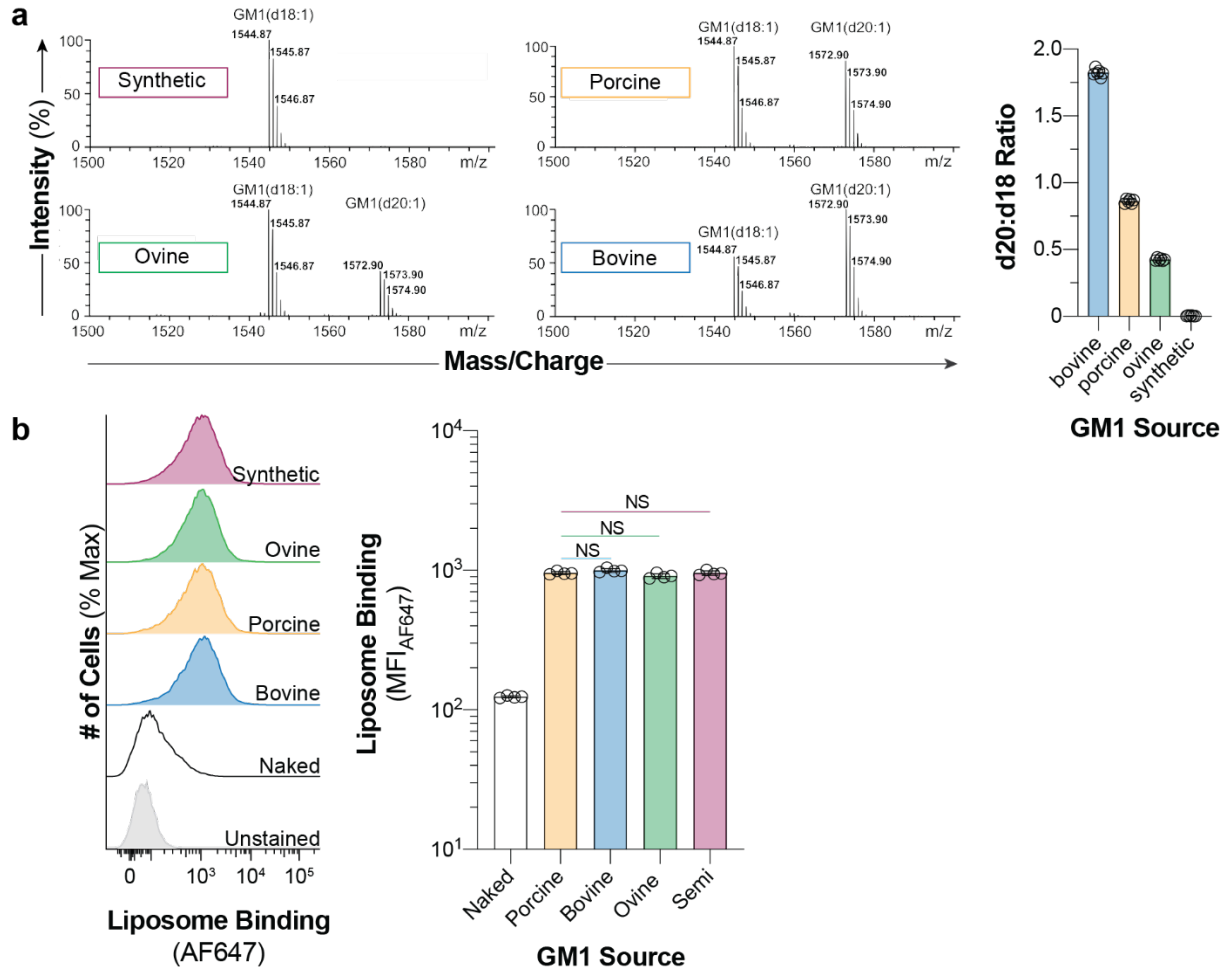 a
Intensity (%)
Mass/Charge
Synthetic
GM1(d18:1)
1544.87
1545.87
1546.87
100
50
0
1500 1520 1540 1560 1580 m/z
Porcine
GM1(d18:1) GM1(d20:1)
1544.87
1545.87
1546.87
1572.90
1573.90
1574.90
100
50
0
1500 1520 1540 1560 1580 m/z
Ovine
GM1(d18:1)
GM1(d20:1)
1544.87
1545.87
1546.87
1572.90
1573.90
1574.90
100
50
0
1500 1520 1540 1560 1580 m/z
Bovine
GM1(d18:1)
GM1(d20:1)
1544.87
1545.87
1546.87
1572.90
1573.90
1574.90
100
50
0
1500 1520 1540 1560 1580 m/z
d20:d18 Ratio
2.0
1.5
1.0
0.5
0
bovine
porcine
ovine
synthetic
GM1 Source
b
# of Cells (% Max)
Synthetic
Ovine
Porcine
Bovine
Naked
Unstained
0 10³ 10⁴ 10⁵
Liposome Binding
(AF647)
Liposome Binding
(MFI AF647)
10⁴
10³
10²
10¹
NS
NS
NS
Naked
Porcine
Bovine
Ovine
Semi
GM1 Source